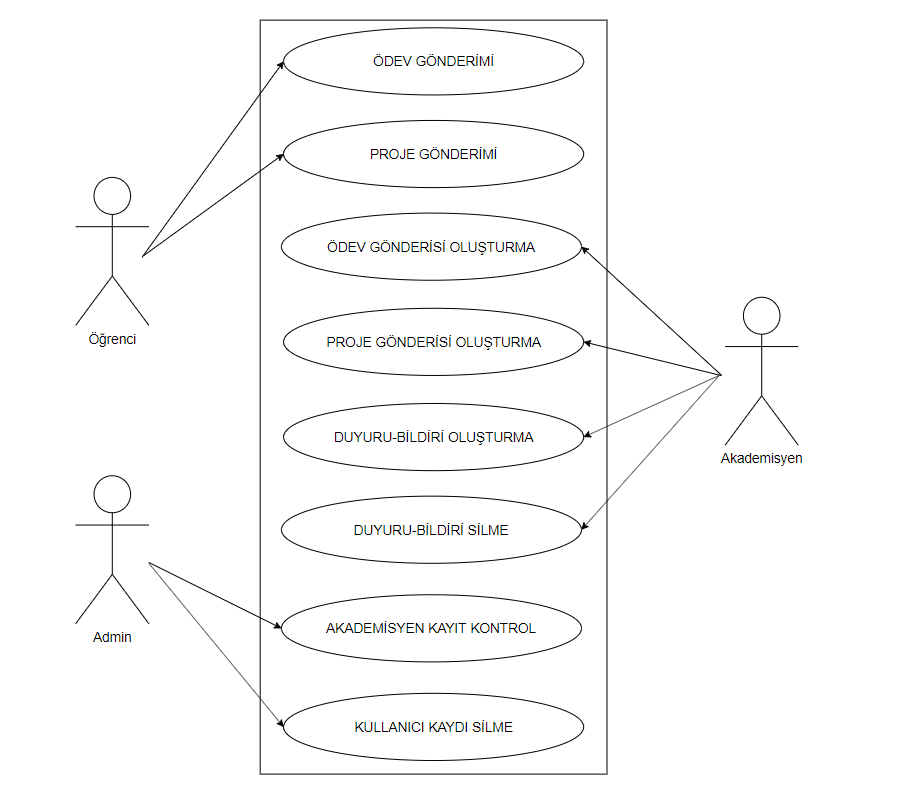 ÖDEV GÖNDERİMİ
PROJE GÖNDERİMİ
ÖDEV GÖNDERİSİ OLUŞTURMA
Öğrenci
PROJE GÖNDERİSİ OLUŞTURMA
DUYURU-BİLDİRİ OLUŞTURMA
Akademisyen
DUYURU-BİLDİRİ SİLME
AKADEMİSYEN KAYIT KONTROL
Admin
KULLANICI KAYDI SİLME